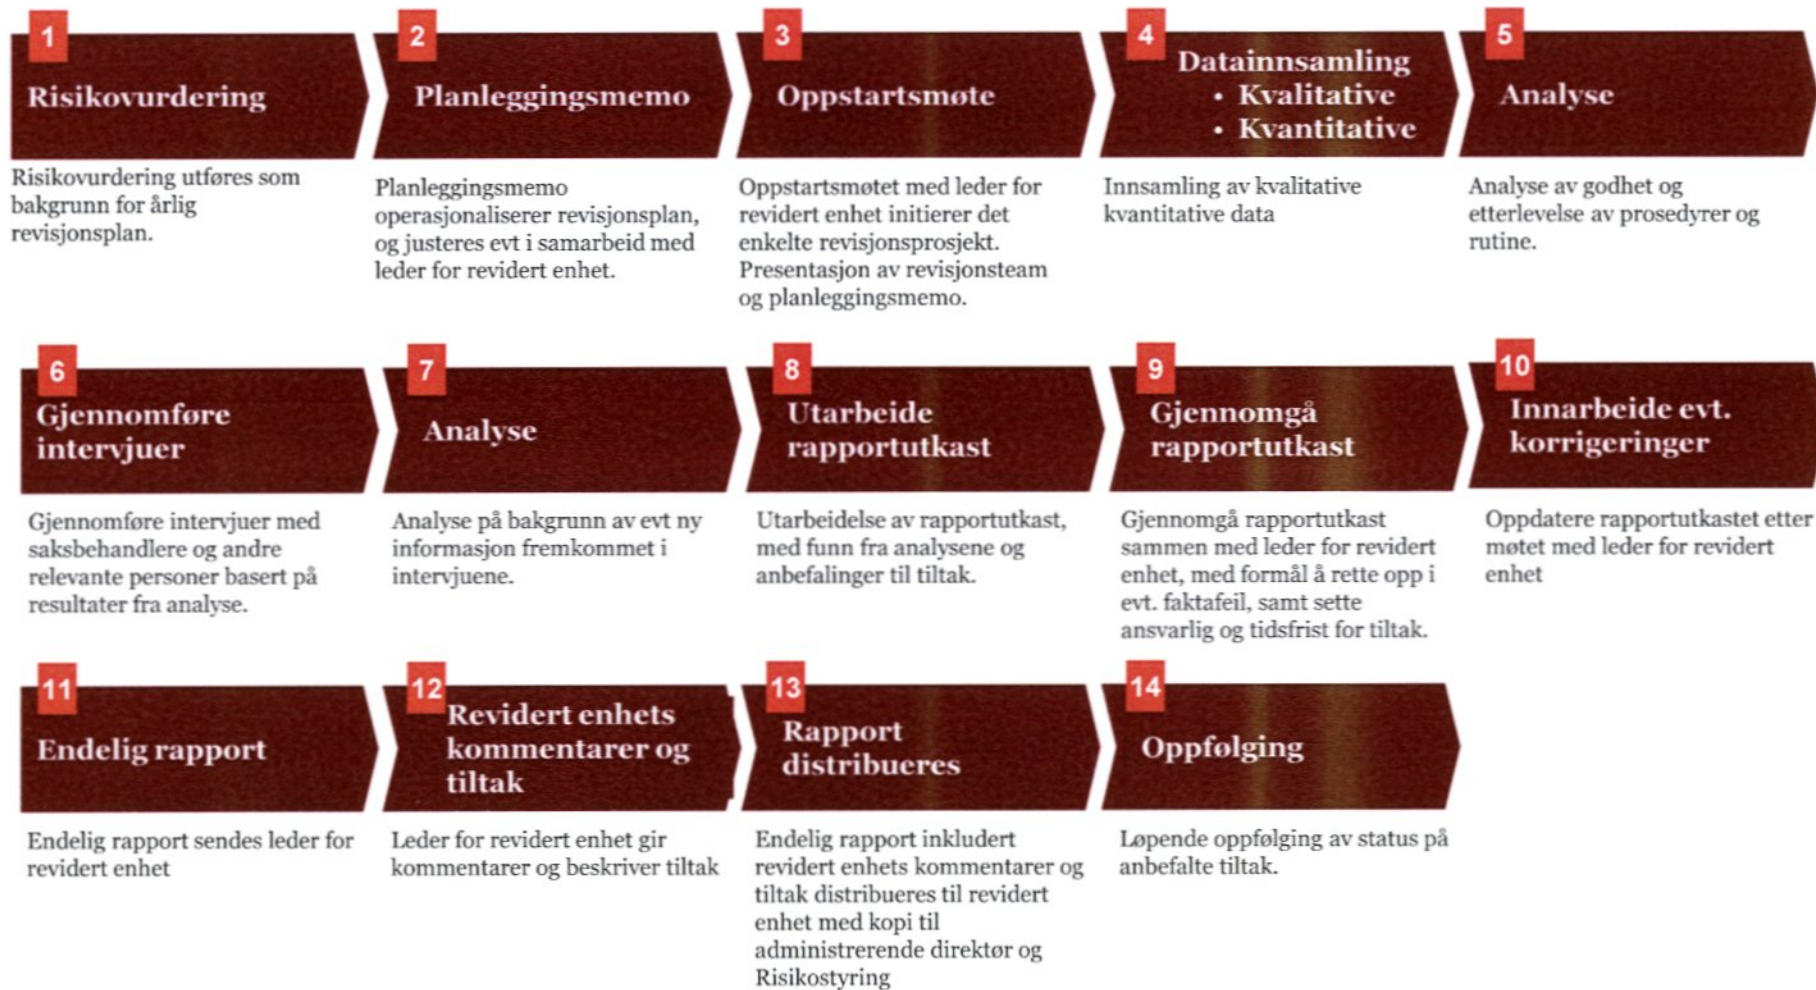 1
Risikovurdering
Risikovurdering utføres som
bakgrunn for årlig
revisjonsplan.
2
Planleggingsmemo
Planleggingsmemo
operasjonaliserer revisjonsplan,
og justeres evt i samarbeid med
leder for revidert enhet.
3
Oppstartsmøte
Oppstartsmøtet med leder for
revidert enhet initierer det
enkelte revisjonsprosjekt.
Presentasjon av revisjonsteam
og planleggingsmemo.
4
Datainnsamling
• Kvalitative
• Kvantitative
Innsamling av kvalitative
kvantitative data
5
Analyse
Analyse av godhet og
etterlevelse av prosedyrer og
rutine.
6
Gjennomføre
intervjuer
Gjennomføre intervjuer med
saksbehandlere og andre
relevante personer basert på
resultater fra analyse.
7
Analyse
Analyse på bakgrunn av evt ny
informasjon fremkommet i
intervjuene.
8
Utarbeide
rapportutkast
Utarbeidelse av rapportutkast,
med funn fra analysene og
anbefalinger til tiltak.
9
Gjennomgå
rapportutkast
Gjennomgå rapportutkast
sammen med leder for revidert
enhet, med formål å rette opp i
evt. faktafeil, samt sette
ansvarlig og tidsfrist for tiltak.
10
Innarbeide evt.
korrigeringer
Oppdatere rapportutkastet etter
møtet med leder for revidert
enhet
11
Endelig rapport
Endelig rapport sendes leder for
revidert enhet
12
Revidert enhets
kommentarer og
tiltak
Leder for revidert enhet gir
kommentarer og beskriver tiltak
13
Rapport
distribueres
Endelig rapport inkludert
revidert enhets kommentarer og
tiltak distribueres til revidert
enhet med kopi til
administrerende direktør og
Risikostyring
14
Oppfølging
Løpende oppfølging av status på
anbefalte tiltak.